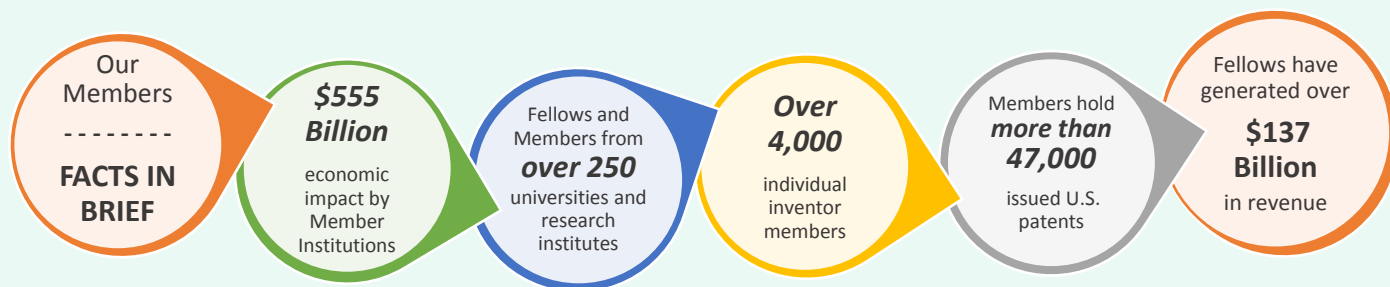 Our
Members
- - - - - - - -
FACTS IN
BRIEF
$555
Billion
economic
impact by
Member
Institutions
Fellows and
Members from
over 250
universities and
research
institutes
Over
4,000
individual
inventor
members
Members hold
more than
47,000
issued U.S.
patents
Fellows have
generated over
$137
Billion
in revenue